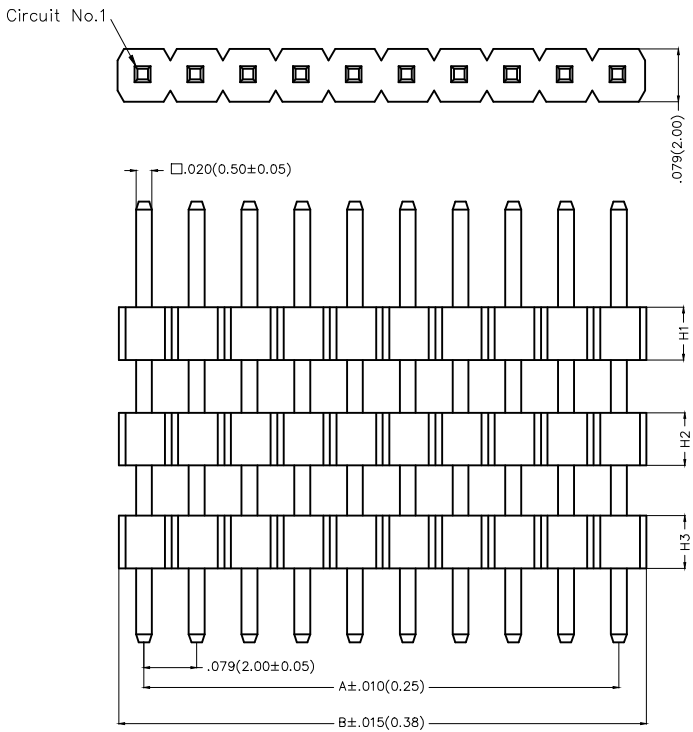 Circuit No.1
.079(2.00)
□.020(0.50±0.05)
H1
H2
H3
.079(2.00±0.05)
A±.010(0.25)
B±.015(0.38)